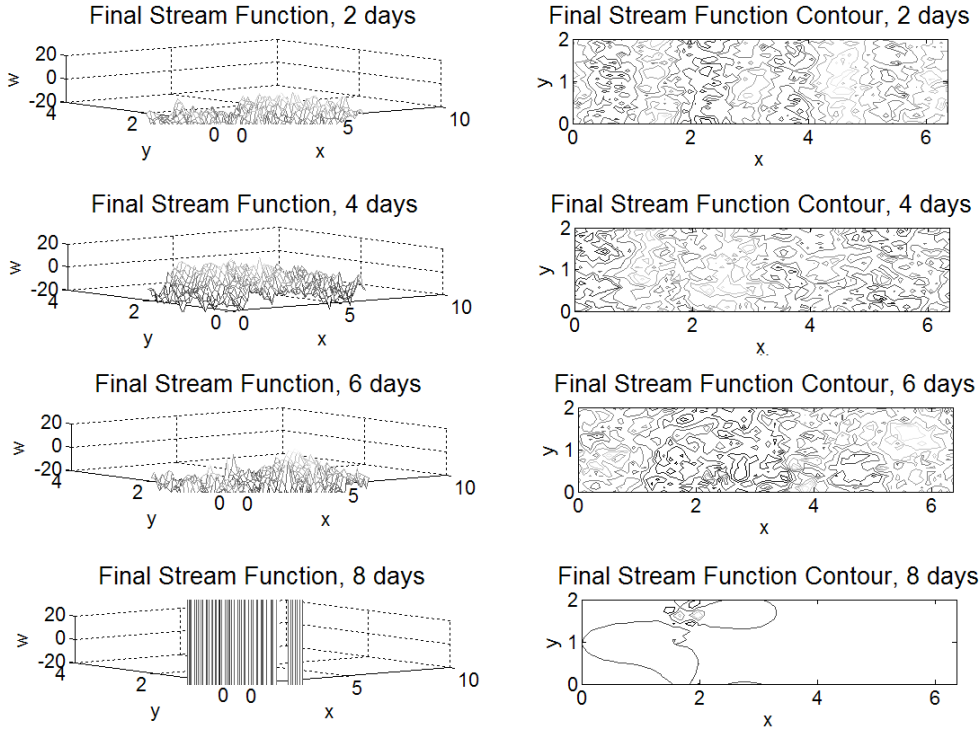 Final Stream Function, 2 days
20
0
-20
w
4
2
0
y
0
5
10
x
Final Stream Function Contour, 2 days
2
1
0
y
0
2
4
6
x
Final Stream Function, 4 days
20
0
-20
w
4
2
0
y
0
5
10
x
Final Stream Function Contour, 4 days
2
1
0
y
0
2
4
6
x
Final Stream Function, 6 days
20
0
-20
w
4
2
0
y
0
5
10
x
Final Stream Function Contour, 6 days
2
1
0
y
0
2
4
6
x
Final Stream Function, 8 days
20
0
-20
w
4
2
0
y
0
5
10
x
Final Stream Function Contour, 8 days
2
1
0
y
0
2
4
6
x